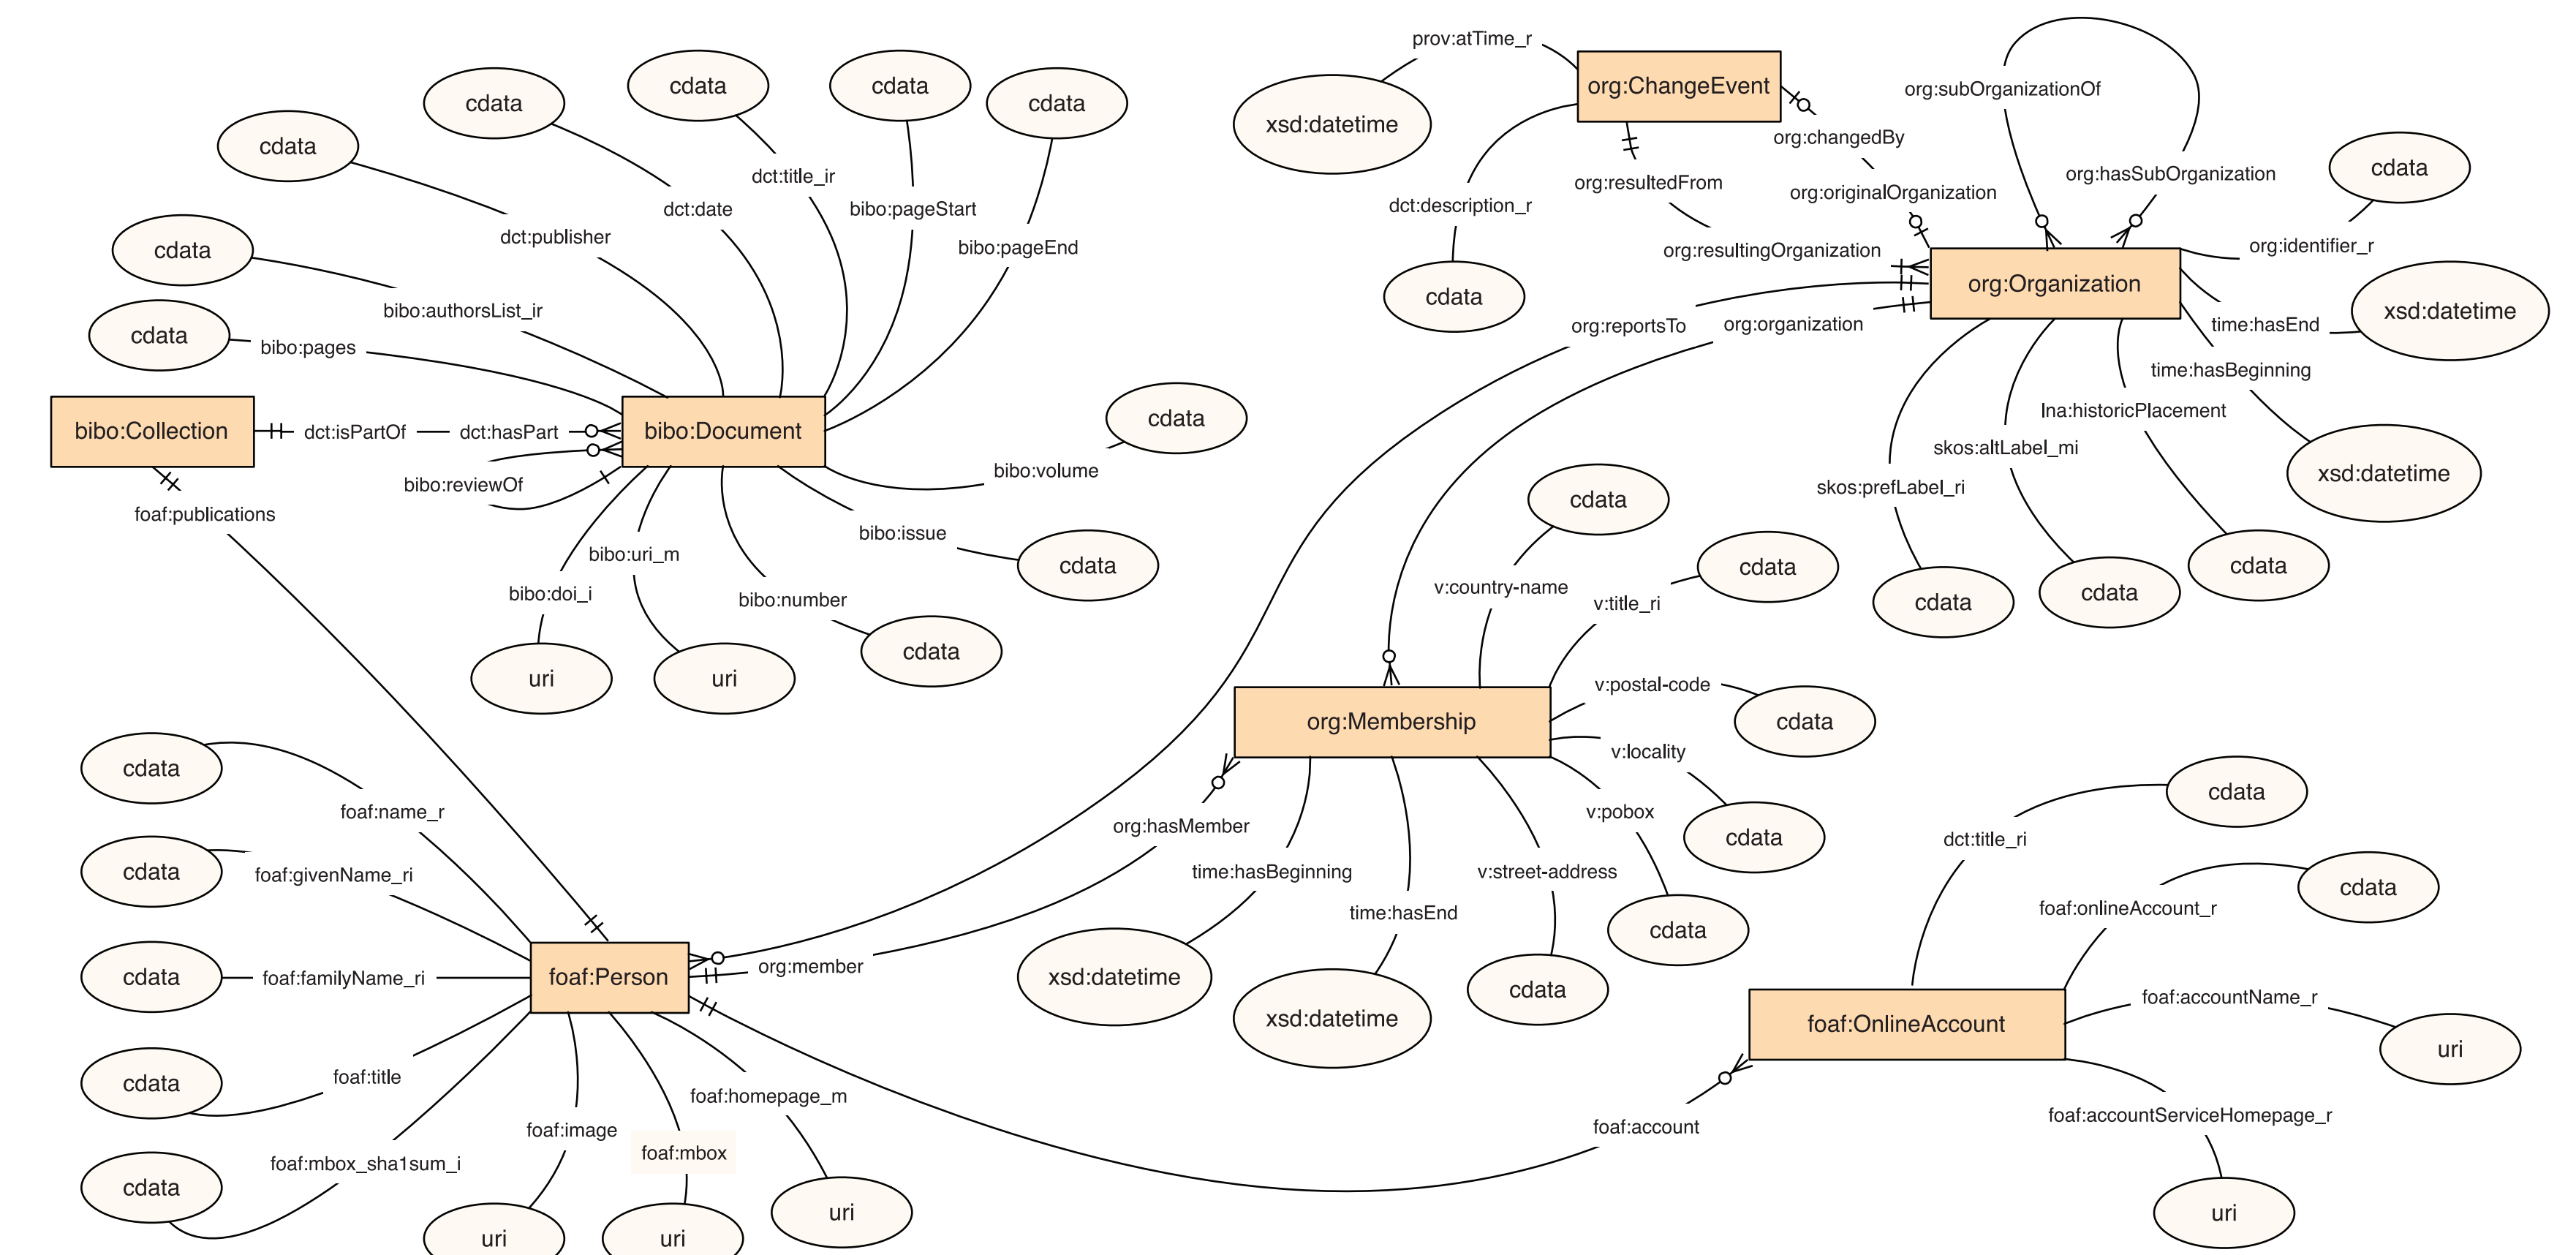 prov:atTime_r
org:ChangeEvent
cdata
cdata
cdata
cdata
cdata
org:subOrganizationOf
xsd:datetime
org:changedBy
cdata
dct:title_ir
org:hasSubOrganization
cdata
org:resultedFrom
org:originalOrganization
dct:date
bibo:pageStart
dct:description_r
dct:publisher
bibo:pageEnd
org:identifier_r
cdata
org:resultingOrganization
org:Organization
cdata
bibo:authorsList_ir
xsd:datetime
org:reportsTo
org:organization
time:hasEnd
cdata
bibo:pages
time:hasBeginning
lna:historicPlacement
cdata
bibo:Collection
dct:isPartOf
dct:hasPart
bibo:Document
skos:altLabel_mi
bibo:volume
xsd:datetime
bibo:reviewOf
skos:prefLabel_ri
cdata
foaf:publications
bibo:issue
bibo:uri_m
cdata
cdata
cdata
bibo:doi_i
v:country-name
cdata
cdata
bibo:number
v:title_ri
cdata
uri
uri
v:postal-code
org:Membership
cdata
v:locality
cdata
cdata
foaf:name_r
org:hasMember
v:pobox
cdata
dct:title_ri
cdata
foaf:givenName_ri
time:hasBeginning
v:street-address
cdata
time:hasEnd
foaf:onlineAccount_r
cdata
cdata
foaf:familyName_ri
foaf:Person
org:member
xsd:datetime
cdata
foaf:accountName_r
xsd:datetime
foaf:OnlineAccount
uri
cdata
foaf:title
foaf:homepage_m
foaf:account
foaf:accountServiceHomepage_r
foaf:image
foaf:mbox
foaf:mbox_sha1sum_i
cdata
uri
uri
uri
uri